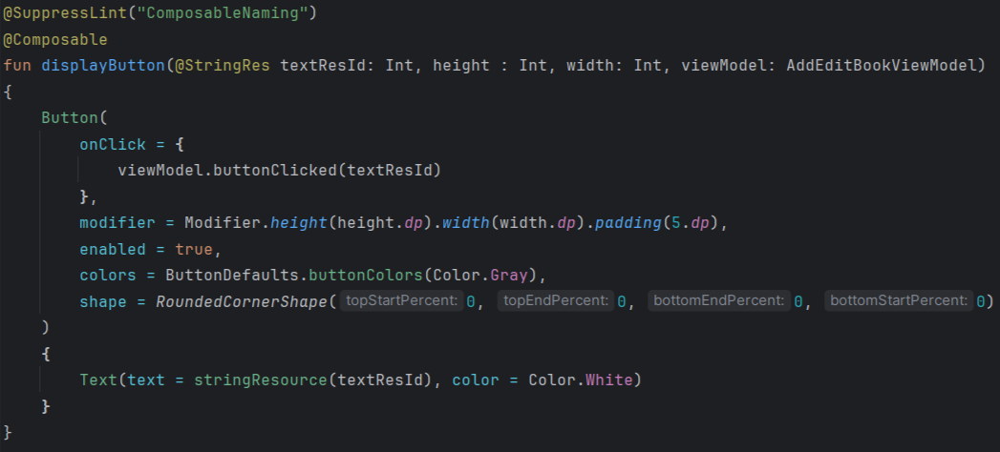 @SuppressLint("ComposableNaming")
@Composable
fun displayButton(@StringRes textResId: Int, height : Int, width: Int, viewModel: AddEditBookViewModel)
{
    Button(
        onClick = {
            viewModel.buttonClicked(textResId)
        },
        modifier = Modifier.height(height.dp).width(width.dp).padding(5.dp),
        enabled = true,
        colors = ButtonDefaults.buttonColors(Color.Gray),
        shape = RoundedCornerShape( topStartPercent: 0, topEndPercent: 0, bottomEndPercent: 0, bottomStartPercent: 0)
    )
    {
        Text(text = stringResource(textResId), color = Color.White)
    }
}